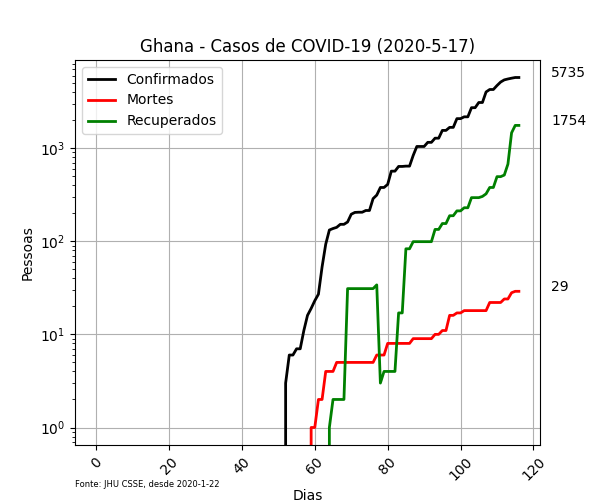 Ghana - Casos de COVID-19 (2020-5-17)
Confirmados
Mortes
Recuperados
5735
1754
29
Pessoas
10³
10²
10¹
10⁰
0 20 40 60 80 100 120
Fonte: JHU CSSE, desde 2020-1-22
Dias